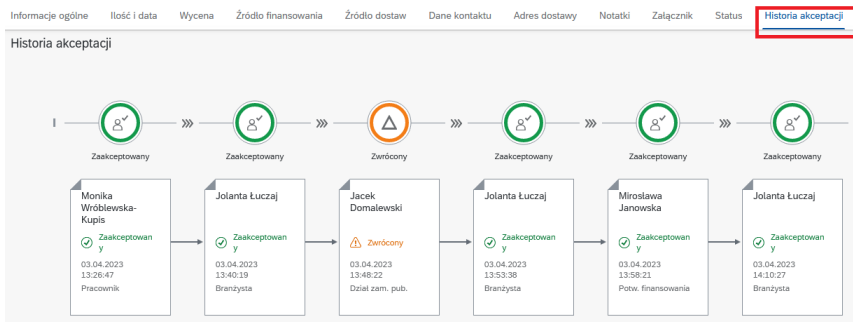 Informacje ogólne Ilość i data Wycena Źródło finansowania Źródło dostaw Dane kontaktu Adres dostawy Notatki Załącznik Status Historia akceptacji
Historia akceptacji
Zaakceptowany Zaakceptowany Zwrócony Zaakceptowany Zaakceptowany Zaakceptowany
Monika
Wróblewska-
Kupis
Zaakceptowan
y
03.04.2023
13:26:47
Pracownik
Jolanta Łuczaj
Zaakceptowan
y
03.04.2023
13:40:19
Branżysta
Jacek
Domalewski
Zwrócony
03.04.2023
13:48:22
Dział zam. pub.
Jolanta Łuczaj
Zaakceptowan
y
03.04.2023
13:53:38
Branżysta
Mirosława
Janowska
Zaakceptowan
y
03.04.2023
13:58:21
Potw. finansowania
Jolanta Łuczaj
Zaakceptowan
y
03.04.2023
14:10:27
Branżysta